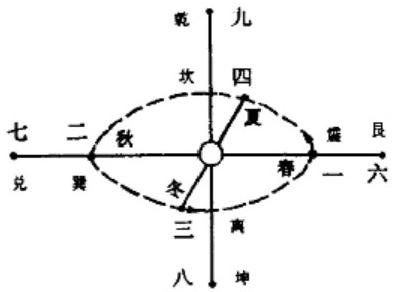 乾 九
坎 四
夏
七 二 秋 震 艮
兑 巽 冬 春 一 六
三 离
八 坤